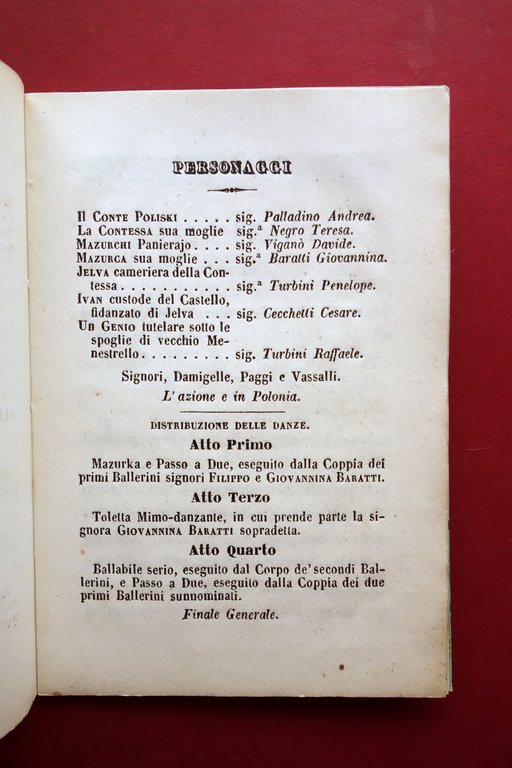 PERSONAGGI
Il Conte Poliski . . . . . sig. Palladino Andrea.
La Contessa sua moglie sig.ª Negro Teresa.
Mazurchi Panierajo . . . . sig. Viganò Davide.
Mazurca sua moglie . . . sig.ª Baratti Giovannina.
Jelva cameriera della Con-
tessa . . . . . . . . . . . . sig.ª Turbini Penelope.
Ivan custode del Castello,
fidanzato di Jelva . . . sig. Cecchetti Cesare.
Un Genio tutelare sotto le
spoglie di vecchio Me-
nestrello . . . . . . . . . sig. Turbini Raffaele.
Signori, Damigelle, Paggi e Vassalli.
L'azione e in Polonia.
DISTRIBUZIONE DELLE DANZE.
Atto Primo
Mazurka e Passo a Due, eseguito dalla Coppia dei
primi Ballerini signori Filippo e Giovannina Baratti.
Atto Terzo
Toletta Mimo-danzante, in cui prende parte la si-
gnora Giovannina Baratti sopradetta.
Atto Quarto
Ballabile serio, eseguito dal Corpo de' secondi Bal-
lerini, e Passo a Due, eseguito dalla Coppia dei due
primi Ballerini sunnominati.
Finale Generale.